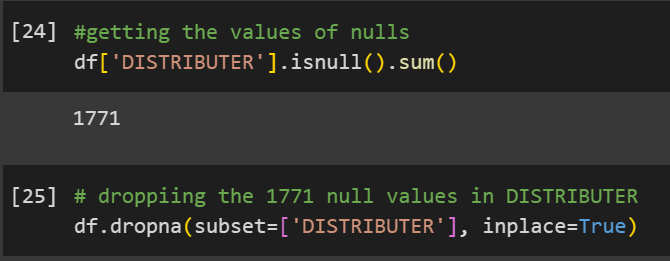 [24] #getting the values of nulls
df['DISTRIBUTER'].isnull().sum()
1771
[25] # droppiing the 1771 null values in DISTRIBUTER
df.dropna(subset=['DISTRIBUTER'], inplace=True)